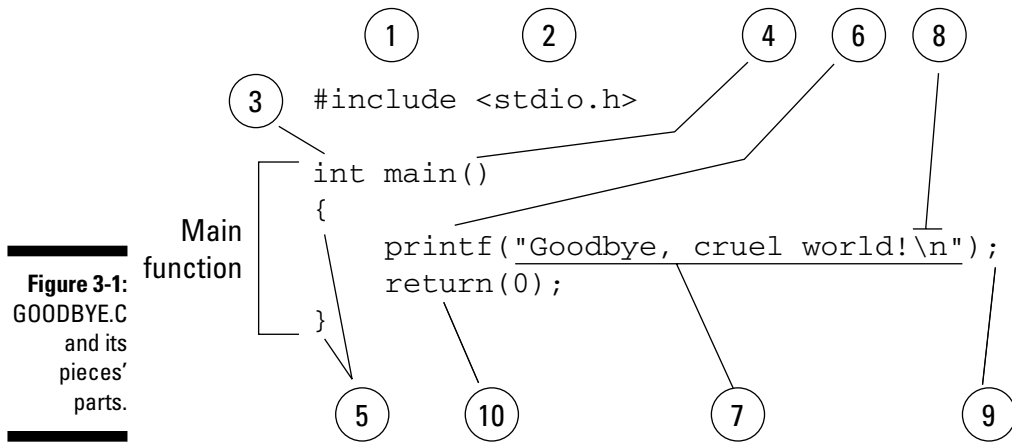 1 2 4 6 8
3 #include <stdio.h>
int main()
{
Main
function
printf("Goodbye, cruel world!\n");
return(0);
}
Figure 3-1:
GOODBYE.C
and its
pieces'
parts.
5 10 7 9